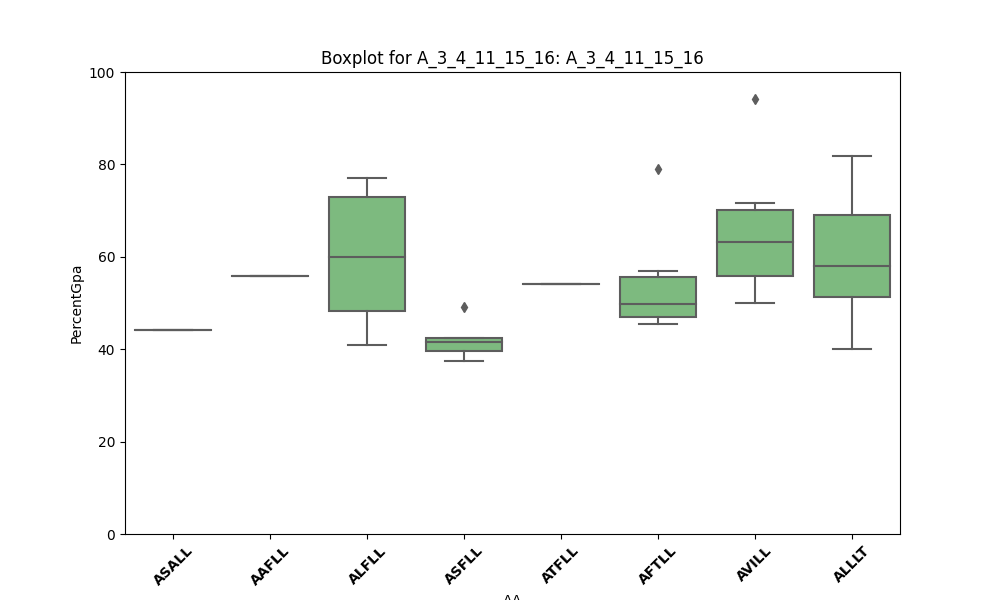 Boxplot for A_3_4_11_15_16: A_3_4_11_15_16
100
80
60
40
20
0
PercentGpa
ASALL
AAFLL
ALFLL
ASFLL
ATFLL
AFTLL
AVILL
ALLLT
AA